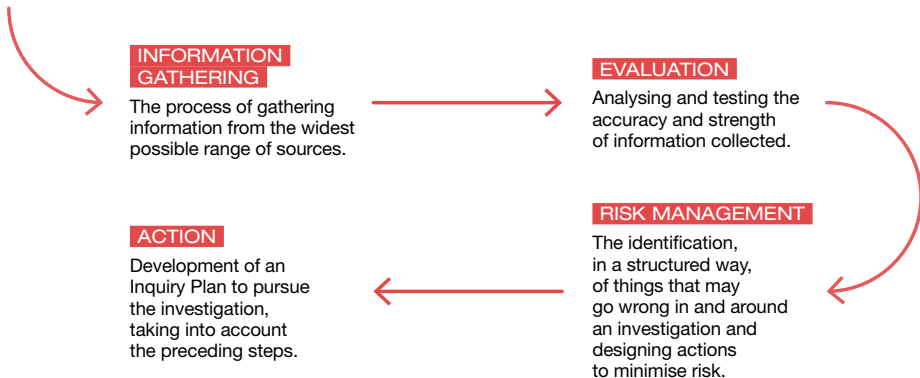 INFORMATION
GATHERING
The process of gathering
information from the widest
possible range of sources.
EVALUATION
Analysing and testing the
accuracy and strength
of information collected.
RISK MANAGEMENT
The identification,
in a structured way,
of things that may
go wrong in and around
an investigation and
designing actions
to minimise risk.
ACTION
Development of an
Inquiry Plan to pursue
the investigation,
taking into account
the preceding steps.